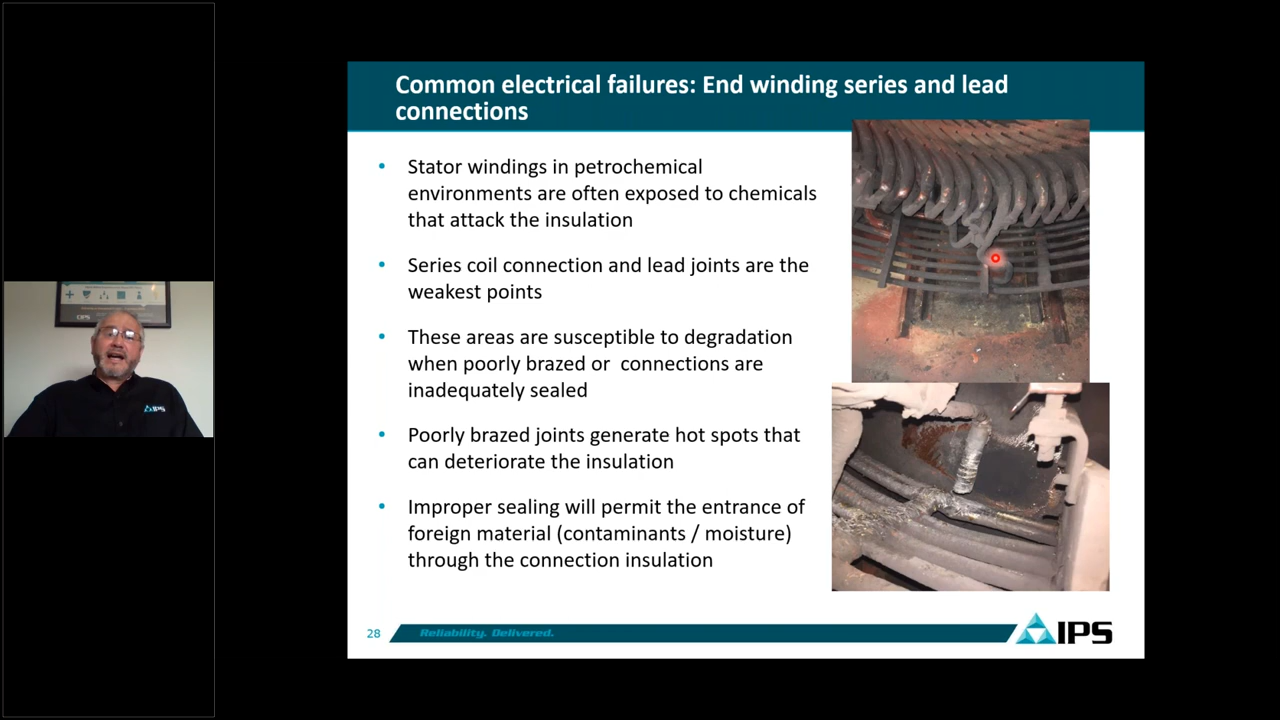 Common electrical failures: End winding series and lead
connections
• Stator windings in petrochemical
environments are often exposed to chemicals
that attack the insulation
• Series coil connection and lead joints are the
weakest points
• These areas are susceptible to degradation
when poorly brazed or  connections are
inadequately sealed
• Poorly brazed joints generate hot spots that
can deteriorate the insulation
• Improper sealing will permit the entrance of
foreign material (contaminants / moisture)
through the connection insulation
28
Reliability. Delivered.
IPS
IPS
IPS